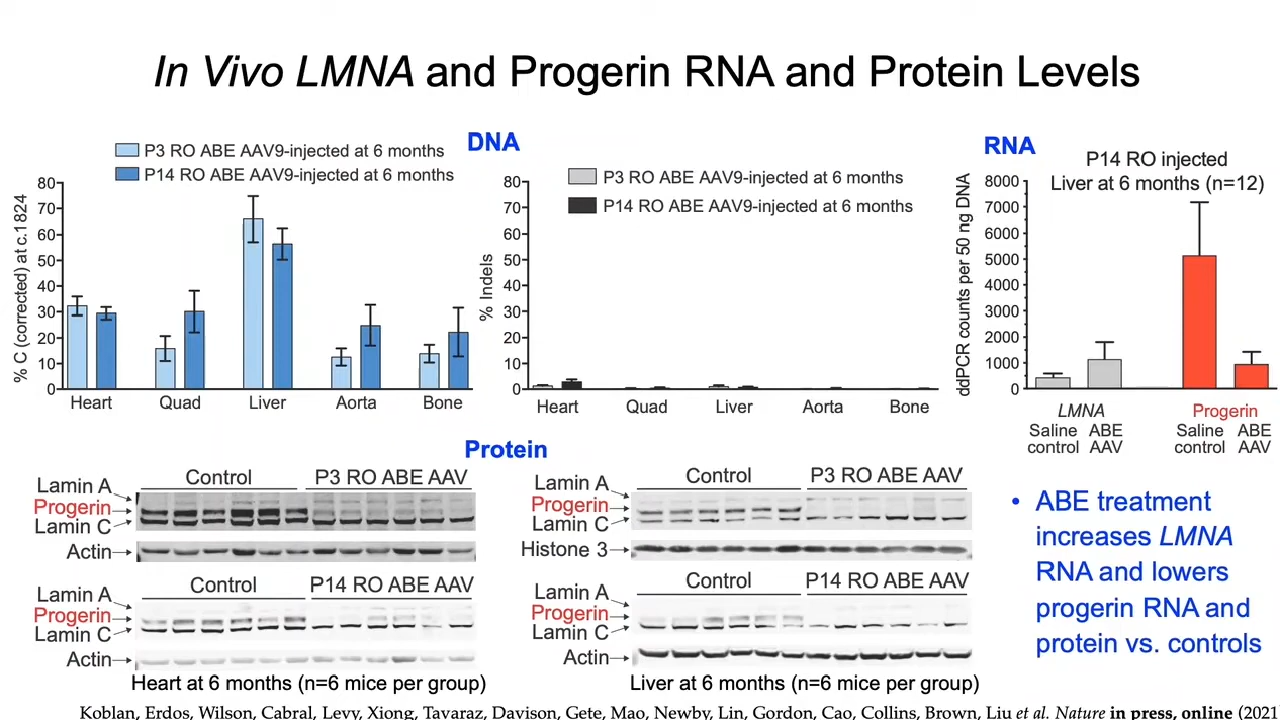 In Vivo LMNA and Progerin RNA and Protein Levels
DNA
P3 RO ABE AAV9-injected at 6 months
P14 RO ABE AAV9-injected at 6 months
% C (corrected) at c.1824
80
70
60
50
40
30
20
10
0
Heart Quad Liver Aorta Bone
P3 RO ABE AAV9-injected at 6 months
P14 RO ABE AAV9-injected at 6 months
% Indels
80
70
60
50
40
30
20
10
0
Heart Quad Liver Aorta Bone
RNA
P14 RO injected
Liver at 6 months (n=12)
ddPCR counts per 50 ng DNA
8000
7000
6000
5000
4000
3000
2000
1000
0
LMNA Progerin
Saline control ABE AAV Saline control ABE AAV
Protein
Control P3 RO ABE AAV
Lamin A
Progerin
Lamin C
Actin
Control P14 RO ABE AAV
Lamin A
Progerin
Lamin C
Actin
Heart at 6 months (n=6 mice per group)
Control P3 RO ABE AAV
Lamin A
Progerin
Lamin C
Histone 3
Control P14 RO ABE AAV
Lamin A
Progerin
Lamin C
Actin
Liver at 6 months (n=6 mice per group)
• ABE treatment
increases LMNA
RNA and lowers
progerin RNA and
protein vs. controls
Koblan, Erdos, Wilson, Cabral, Levy, Xiong, Tavaraz, Davison, Gete, Mao, Newby, Lin, Gordon, Cao, Collins, Brown, Liu et al. Nature in press, online (2021